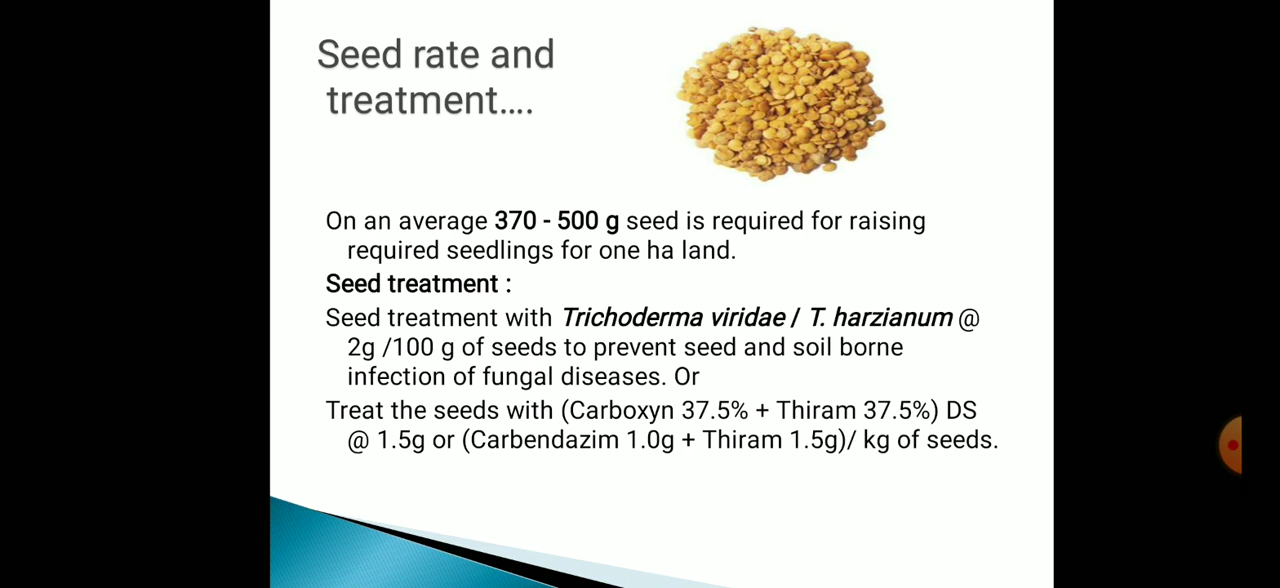 Seed rate and
treatment....
On an average 370 - 500 g seed is required for raising
required seedlings for one ha land.
Seed treatment :
Seed treatment with Trichoderma viridae / T. harzianum @
2g /100 g of seeds to prevent seed and soil borne
infection of fungal diseases. Or
Treat the seeds with (Carboxyn 37.5% + Thiram 37.5%) DS
@ 1.5g or (Carbendazim 1.0g + Thiram 1.5g)/ kg of seeds.